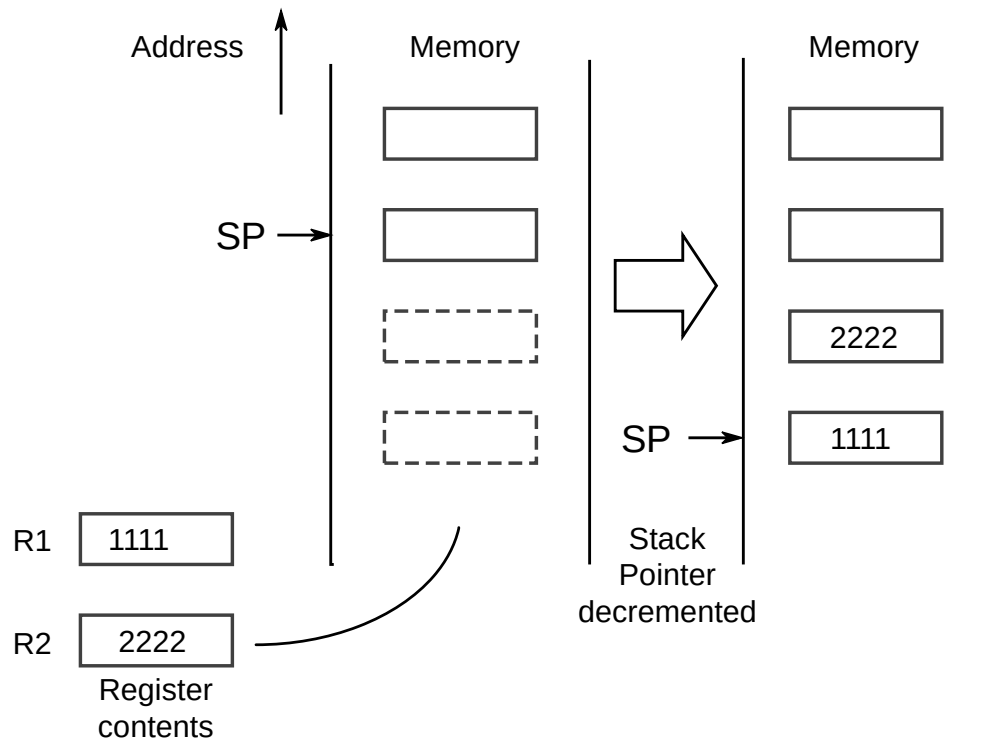 Address
Memory
Memory
SP
2222
SP
1111
R1
1111
Stack
Pointer
decremented
R2
2222
Register
contents